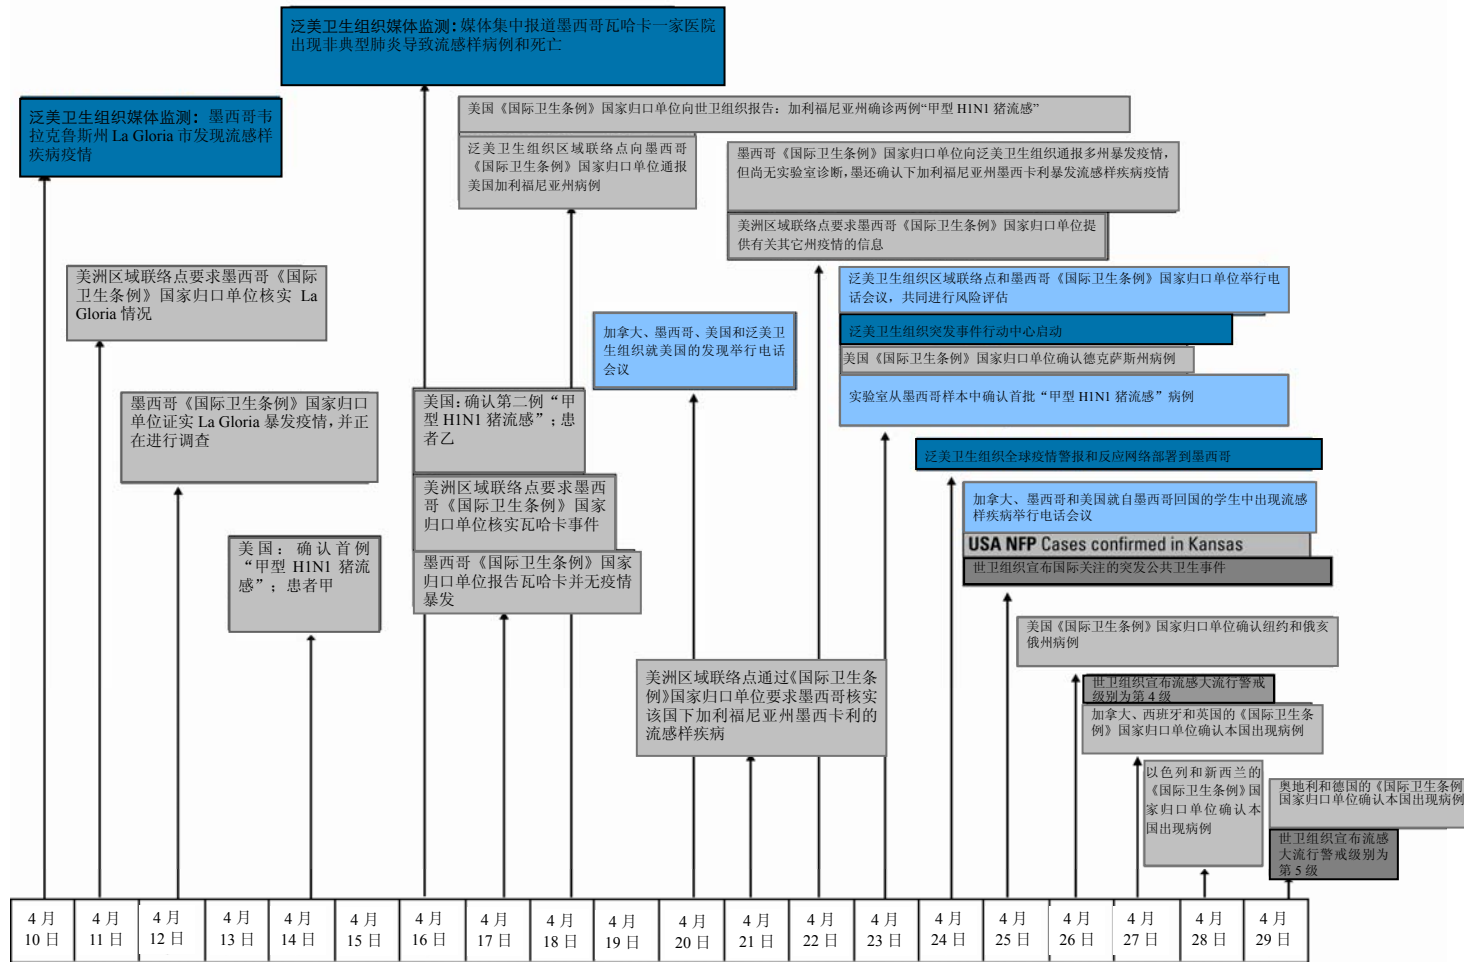 泛美卫生组织媒体监测：媒体集中报道墨西哥瓦哈卡一家医院
出现非典型肺炎导致流感样病例和死亡
泛美卫生组织媒体监测：墨西哥韦
拉克鲁斯州 La Gloria 市发现流感样
疾病疫情
美国《国际卫生条例》国家归口单位向世卫组织报告：加利福尼亚州确诊两例“甲型 H1N1 猪流感”
泛美卫生组织区域联络点向墨西哥
《国际卫生条例》国家归口单位通报
美国加利福尼亚州病例
墨西哥《国际卫生条例》国家归口单位向泛美卫生组织通报多州暴发疫情，
但尚无实验室诊断，墨还确认下加利福尼亚州墨西卡利暴发流感样疾病疫情
美洲区域联络点要求墨西哥《国际卫生条例》国家归口单位提
供有关其它州疫情的信息
美洲区域联络点要求墨西哥《国际
卫生条例》国家归口单位核实 La
Gloria 情况
泛美卫生组织区域联络点和墨西哥《国际卫生条例》国家归口单位举行电
话会议，共同进行风险评估
泛美卫生组织突发事件行动中心启动
美国《国际卫生条例》国家归口单位确认德克萨斯州病例
实验室从墨西哥样本中确认首批“甲型 H1N1 猪流感”病例
加拿大、墨西哥、美国和泛美卫
生组织就美国的发现举行电话
会议
墨西哥《国际卫生条例》国家归口
单位证实 La Gloria 暴发疫情，并正
在进行调查
美国：确认第二例“甲
型 H1N1 猪流感”；患
者乙
美洲区域联络点要求墨西
哥《国际卫生条例》国家
归口单位核实瓦哈卡事件
墨西哥《国际卫生条例》国家
归口单位报告瓦哈卡并无疫情
暴发
泛美卫生组织全球疫情警报和反应网络部署到墨西哥
加拿大、墨西哥和美国就自墨西哥回国的学生中出现流感
样疾病举行电话会议
USA NFP Cases confirmed in Kansas
世卫组织宣布国际关注的突发公共卫生事件
美国：确认首例
“甲型 H1N1 猪流
感”；患者甲
美国《国际卫生条例》国家归口单位确认纽约和俄亥
俄州病例
美洲区域联络点通过《国际卫生条
例》国家归口单位要求墨西哥核实
该国下加利福尼亚州墨西卡利的
流感样疾病
世卫组织宣布流感大流行警戒
级别为第 4 级
加拿大、西班牙和英国的《国际卫生条
例》国家归口单位确认本国出现病例
以色列和新西兰的
《国际卫生条例》国
家归口单位确认本
国出现病例
奥地利和德国的《国际卫生条例
国家归口单位确认本国出现病例
世卫组织宣布流感
大流行警戒级别为
第 5 级
4 月
10 日
4 月
11 日
4 月
12 日
4 月
13 日
4 月
14 日
4 月
15 日
4 月
16 日
4 月
17 日
4 月
18 日
4 月
19 日
4 月
20 日
4 月
21 日
4 月
22 日
4 月
23 日
4 月
24 日
4 月
25 日
4 月
26 日
4 月
27 日
4 月
28 日
4 月
29 日